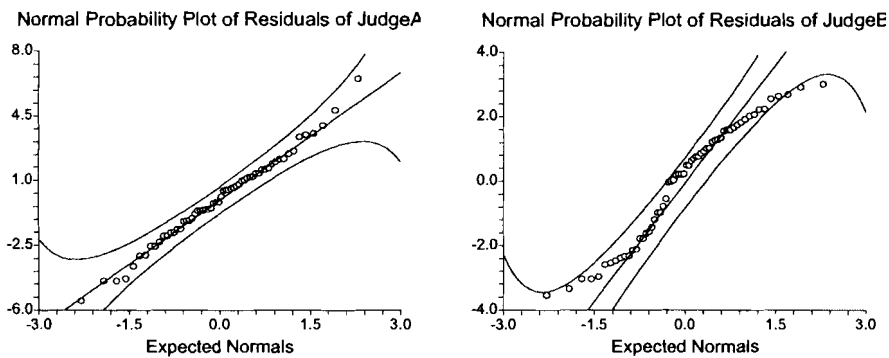 Normal Probability Plot of Residuals of JudgeA
8.0
4.5
1.0
-2.5
-6.0
-3.0 -1.5 0.0 1.5 3.0
Expected Normals
Normal Probability Plot of Residuals of JudgeB
4.0
2.0
0.0
-2.0
-4.0
-3.0 -1.5 0.0 1.5 3.0
Expected Normals